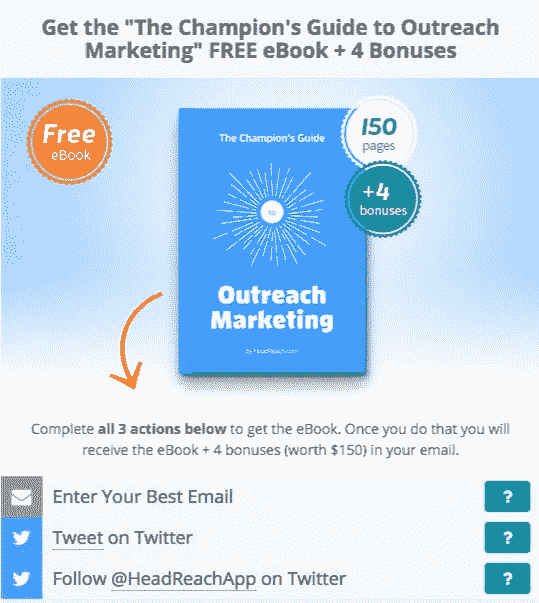 Get the "The Champion's Guide to Outreach
Marketing" FREE eBook + 4 Bonuses
Free
eBook
The Champion's Guide
to
Outreach
Marketing
by HeadReach.com
150
pages
+4
bonuses
Complete all 3 actions below to get the eBook. Once you do that you will
receive the eBook + 4 bonuses (worth $150) in your email.
Enter Your Best Email
?
Tweet on Twitter
?
Follow @HeadReachApp on Twitter
?